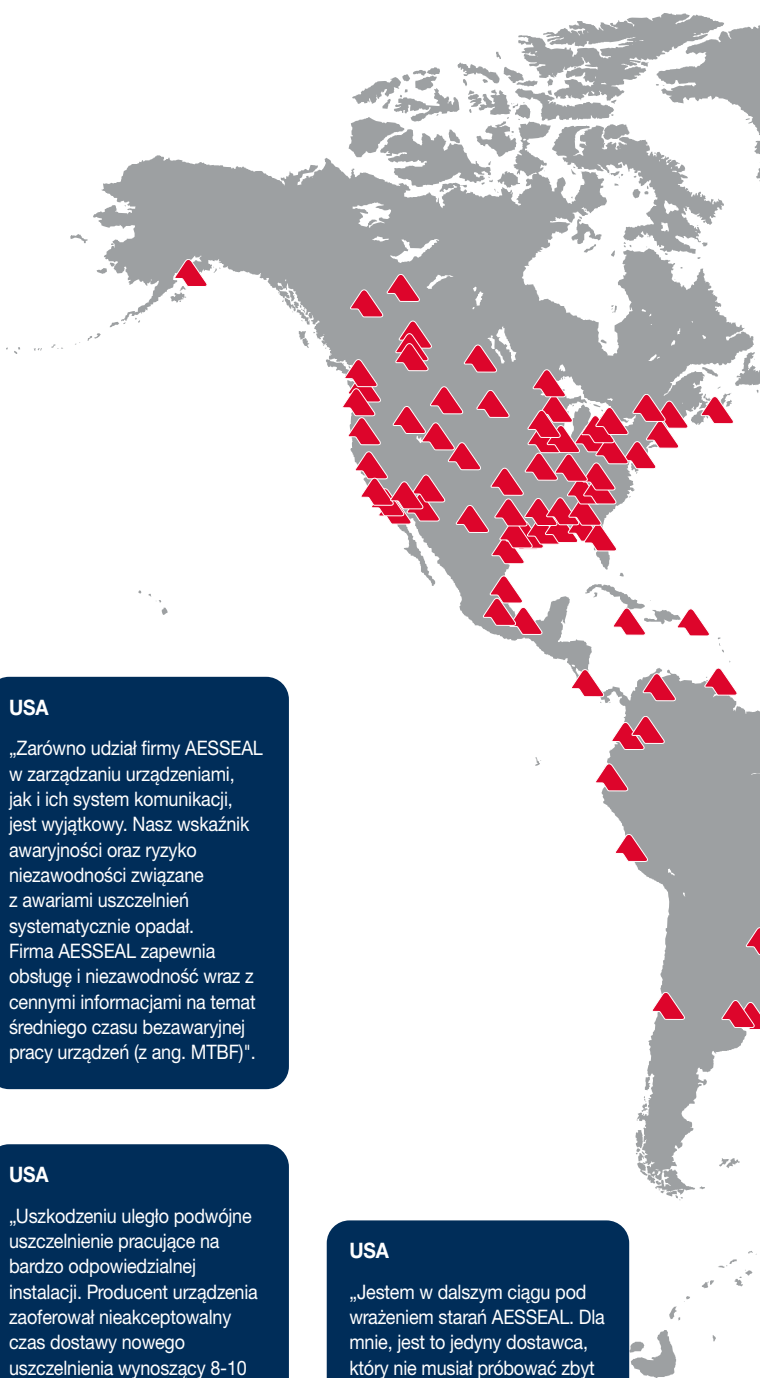 USA
„Zarówno udział firmy AESSEAL
w zarządzaniu urządzeniami,
jak i ich system komunikacji,
jest wyjątkowy. Nasz wskaźnik
awaryjności oraz ryzyko
niezawodności związane
z awariami uszczelnień
systematycznie opadał.
Firma AESSEAL zapewnia
obsługę i niezawodność wraz z
cennymi informacjami na temat
średniego czasu bezawaryjnej
pracy urządzeń (z ang. MTBF)".
USA
„Uszkodzeniu uległo podwójne
uszczelnienie pracujące na
bardzo odpowiedzialnej
instalacji. Producent urządzenia
zaoferował nieakceptowalny
czas dostawy nowego
uszczelnienia wynoszący 8-10
USA
„Jestem w dalszym ciągu pod
wrażeniem starań AESSEAL. Dla
mnie, jest to jedyny dostawca,
który nie musiał próbować zbyt